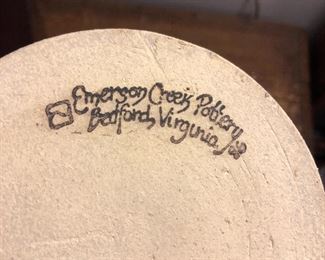 Emerson Creek Pottery
Bedford, Virginia